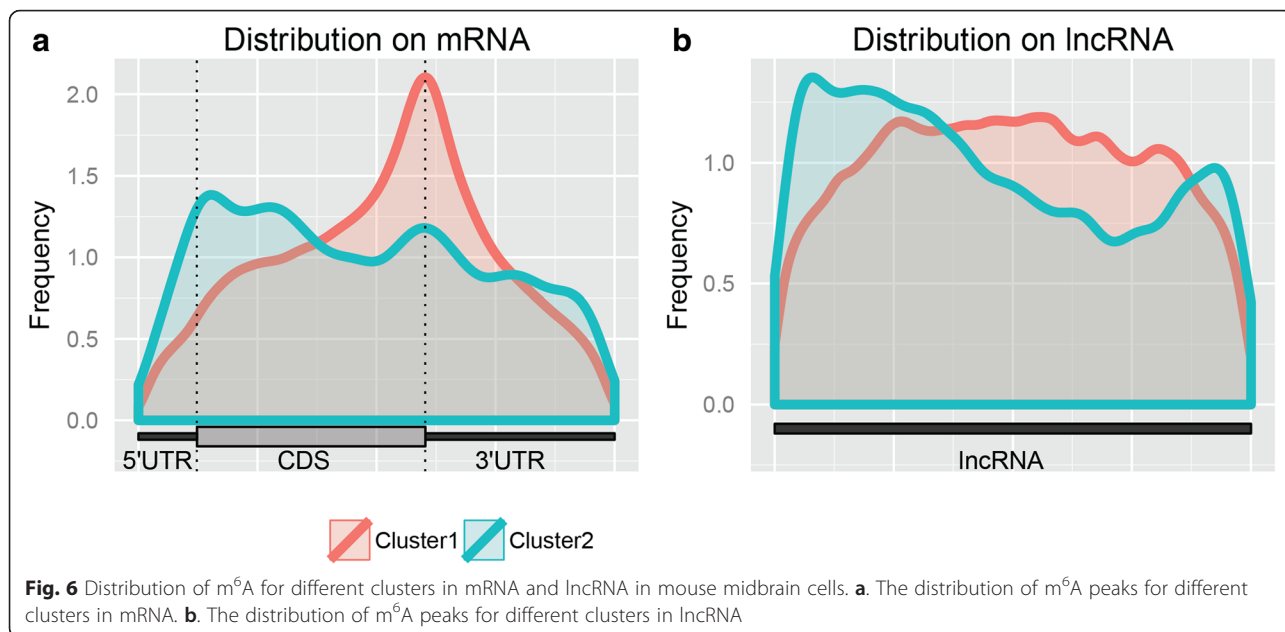 a
Distribution on mRNA
Frequency
2.0
1.5
1.0
0.5
0.0
5'UTR CDS 3'UTR
b
Distribution on lncRNA
Frequency
1.0
0.5
0.0
lncRNA
Cluster1 Cluster2
Fig. 6 Distribution of m⁶A for different clusters in mRNA and lncRNA in mouse midbrain cells. a. The distribution of m⁶A peaks for different
clusters in mRNA. b. The distribution of m⁶A peaks for different clusters in lncRNA